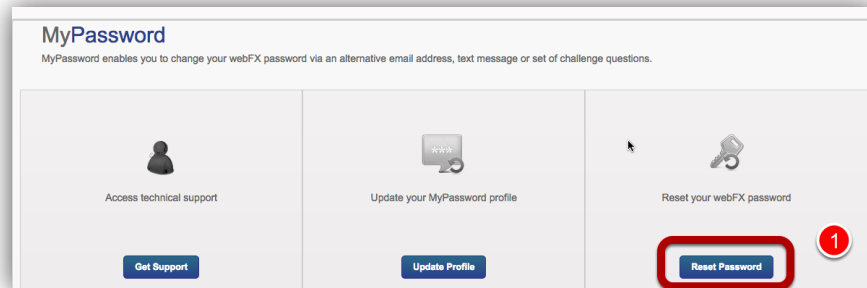 MyPassword
MyPassword enables you to change your webFX password via an alternative email address, text message or set of challenge questions.
***
Access technical support
Update your MyPassword profile
Reset your webFX password
1
Get Support
Update Profile
Reset Password